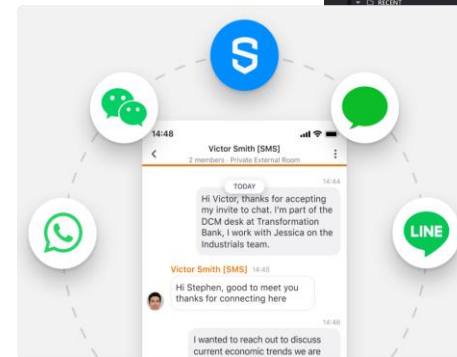 RECENT
14:48
Victor Smith [SMS]
2 members - Private External Room
14:44
TODAY
Hi Victor, thanks for accepting
my invite to chat. I'm part of the
DCM desk at Transformation
Bank, I work with Jessica on the
Industrials team.
Victor Smith [SMS] 14:48
Hi Stephen, good to meet you
thanks for connecting here
14:48
I wanted to reach out to discuss
current economic trends we are
LINE